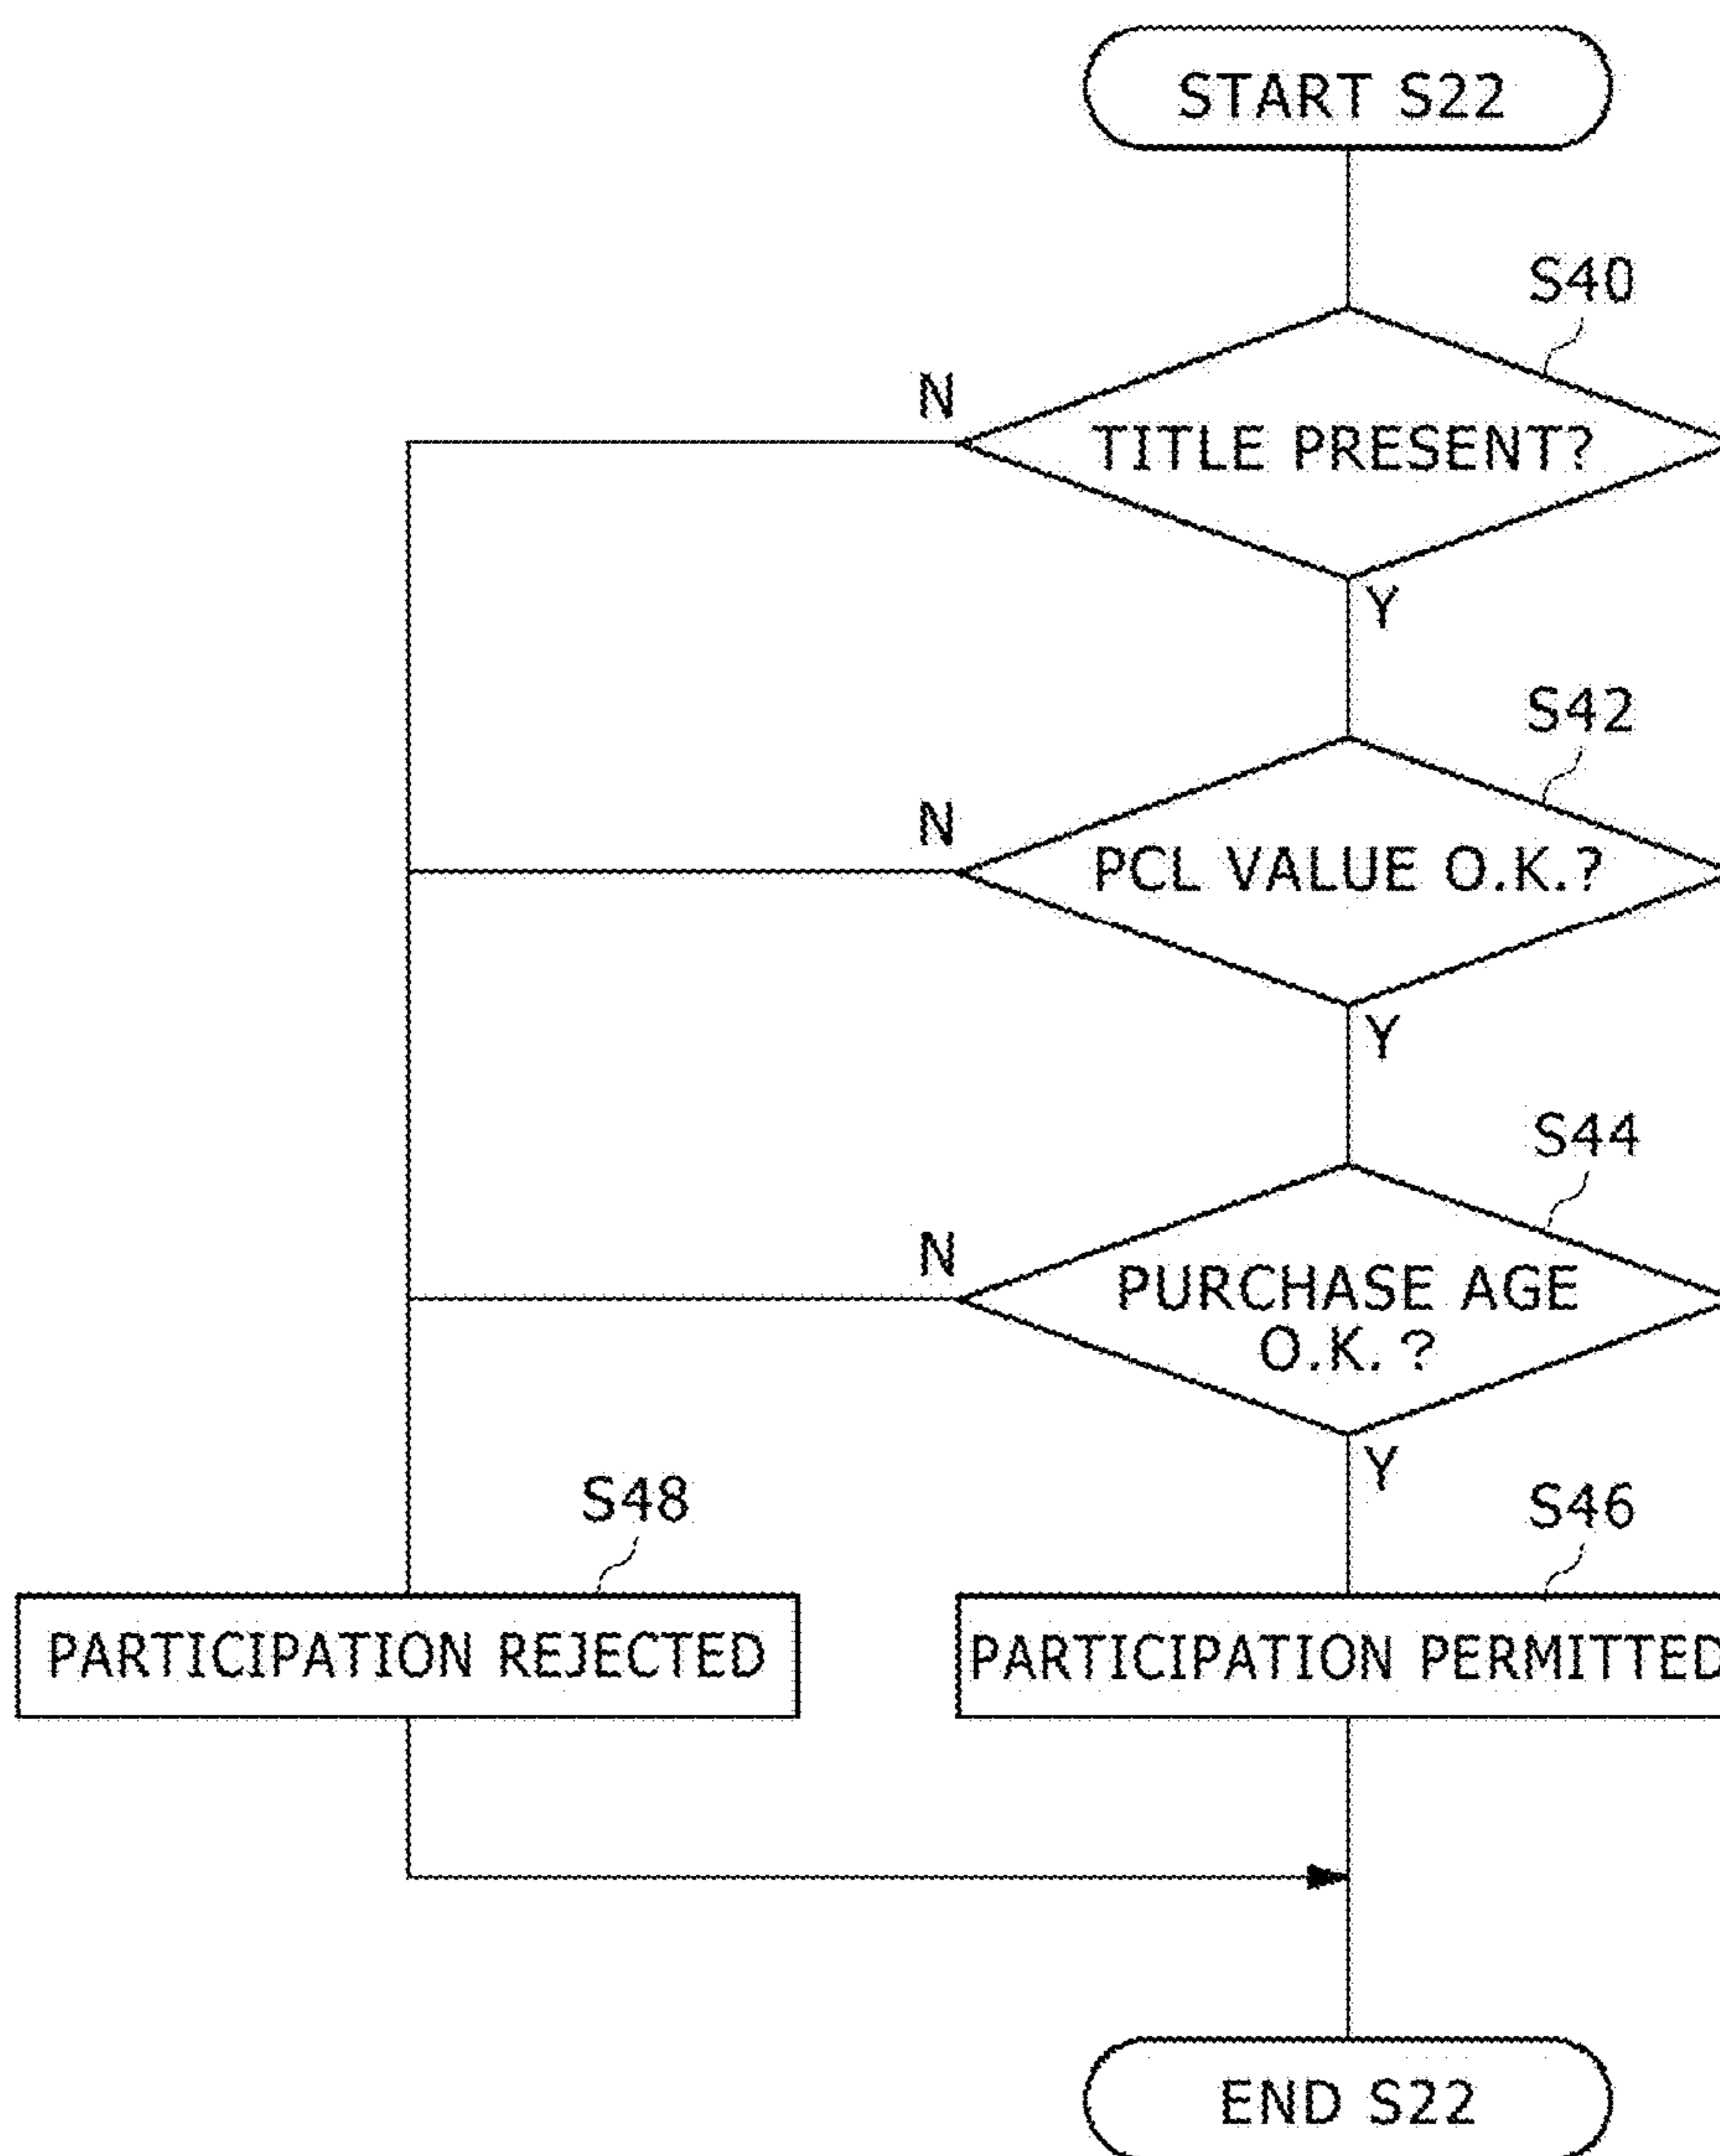 START S22
S40
N
TITLE PRESENT?
Y
S42
N
PCL VALUE O.K.?
Y
S44
N
PURCHASE AGE
O.K. ?
Y
S48
S46
PARTICIPATION REJECTED
PARTICIPATION PERMITTED
END S22